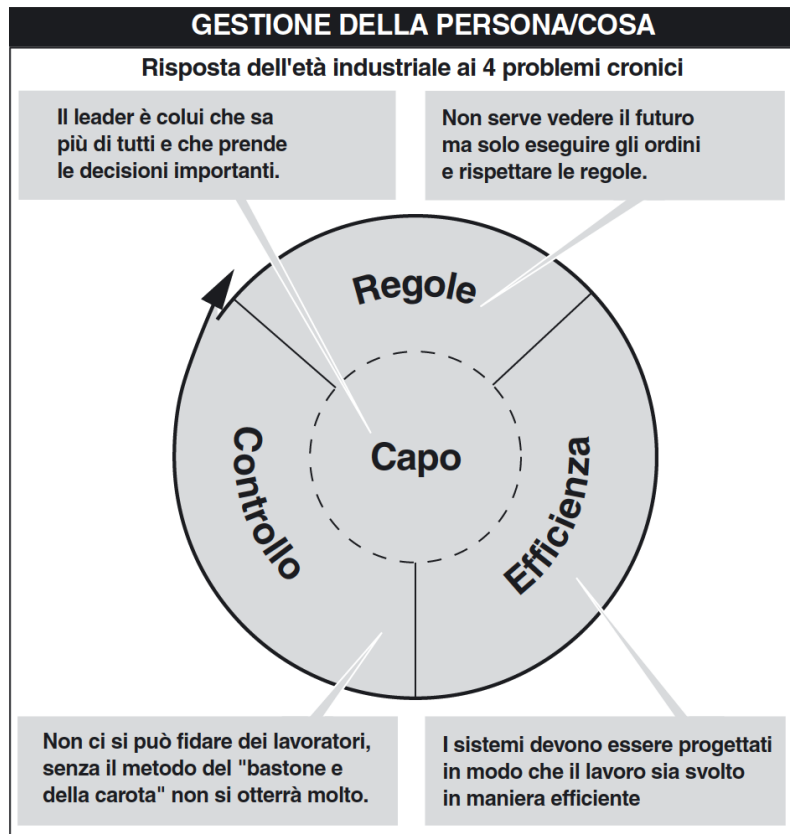 GESTIONE DELLA PERSONA/COSA
Risposta dell'età industriale ai 4 problemi cronici
Il leader è colui che sa
più di tutti e che prende
le decisioni importanti.
Non serve vedere il futuro
ma solo eseguire gli ordini
e rispettare le regole.
Regole
Capo
Controllo
Efficienza
Non ci si può fidare dei lavoratori,
senza il metodo del "bastone e
della carota" non si otterrà molto.
I sistemi devono essere progettati
in modo che il lavoro sia svolto
in maniera efficiente